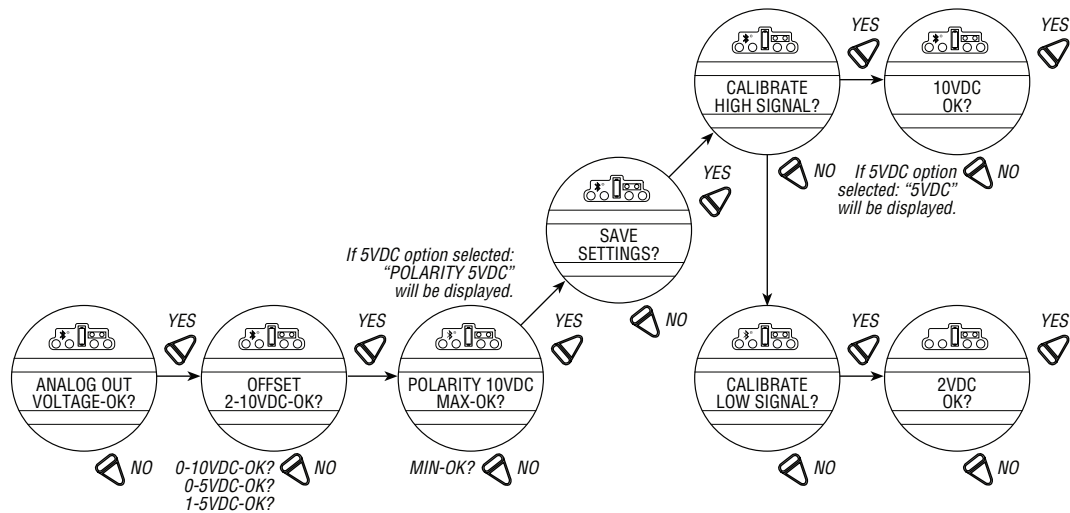 YES
YES
CALIBRATE
HIGH SIGNAL?
10VDC
OK?
NO
If 5VDC option
selected: “5VDC”
will be displayed.
NO
YES
SAVE
SETTINGS?
NO
If 5VDC option selected:
“POLARITY 5VDC”
will be displayed.
YES
YES
YES
YES
YES
ANALOG OUT
VOLTAGE-OK?
OFFSET
2-10VDC-OK?
POLARITY 10VDC
MAX-OK?
CALIBRATE
LOW SIGNAL?
2VDC
OK?
NO
0-10VDC-OK?
0-5VDC-OK?
1-5VDC-OK?
NO
MIN-OK?
NO
NO
NO